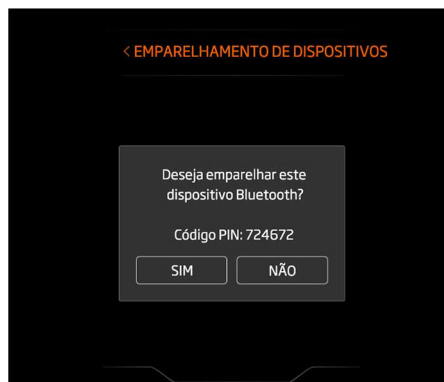 < EMPARELHAMENTO DE DISPOSITIVOS
Deseja emparelhar este
dispositivo Bluetooth?
Código PIN: 724672
SIM
NÃO